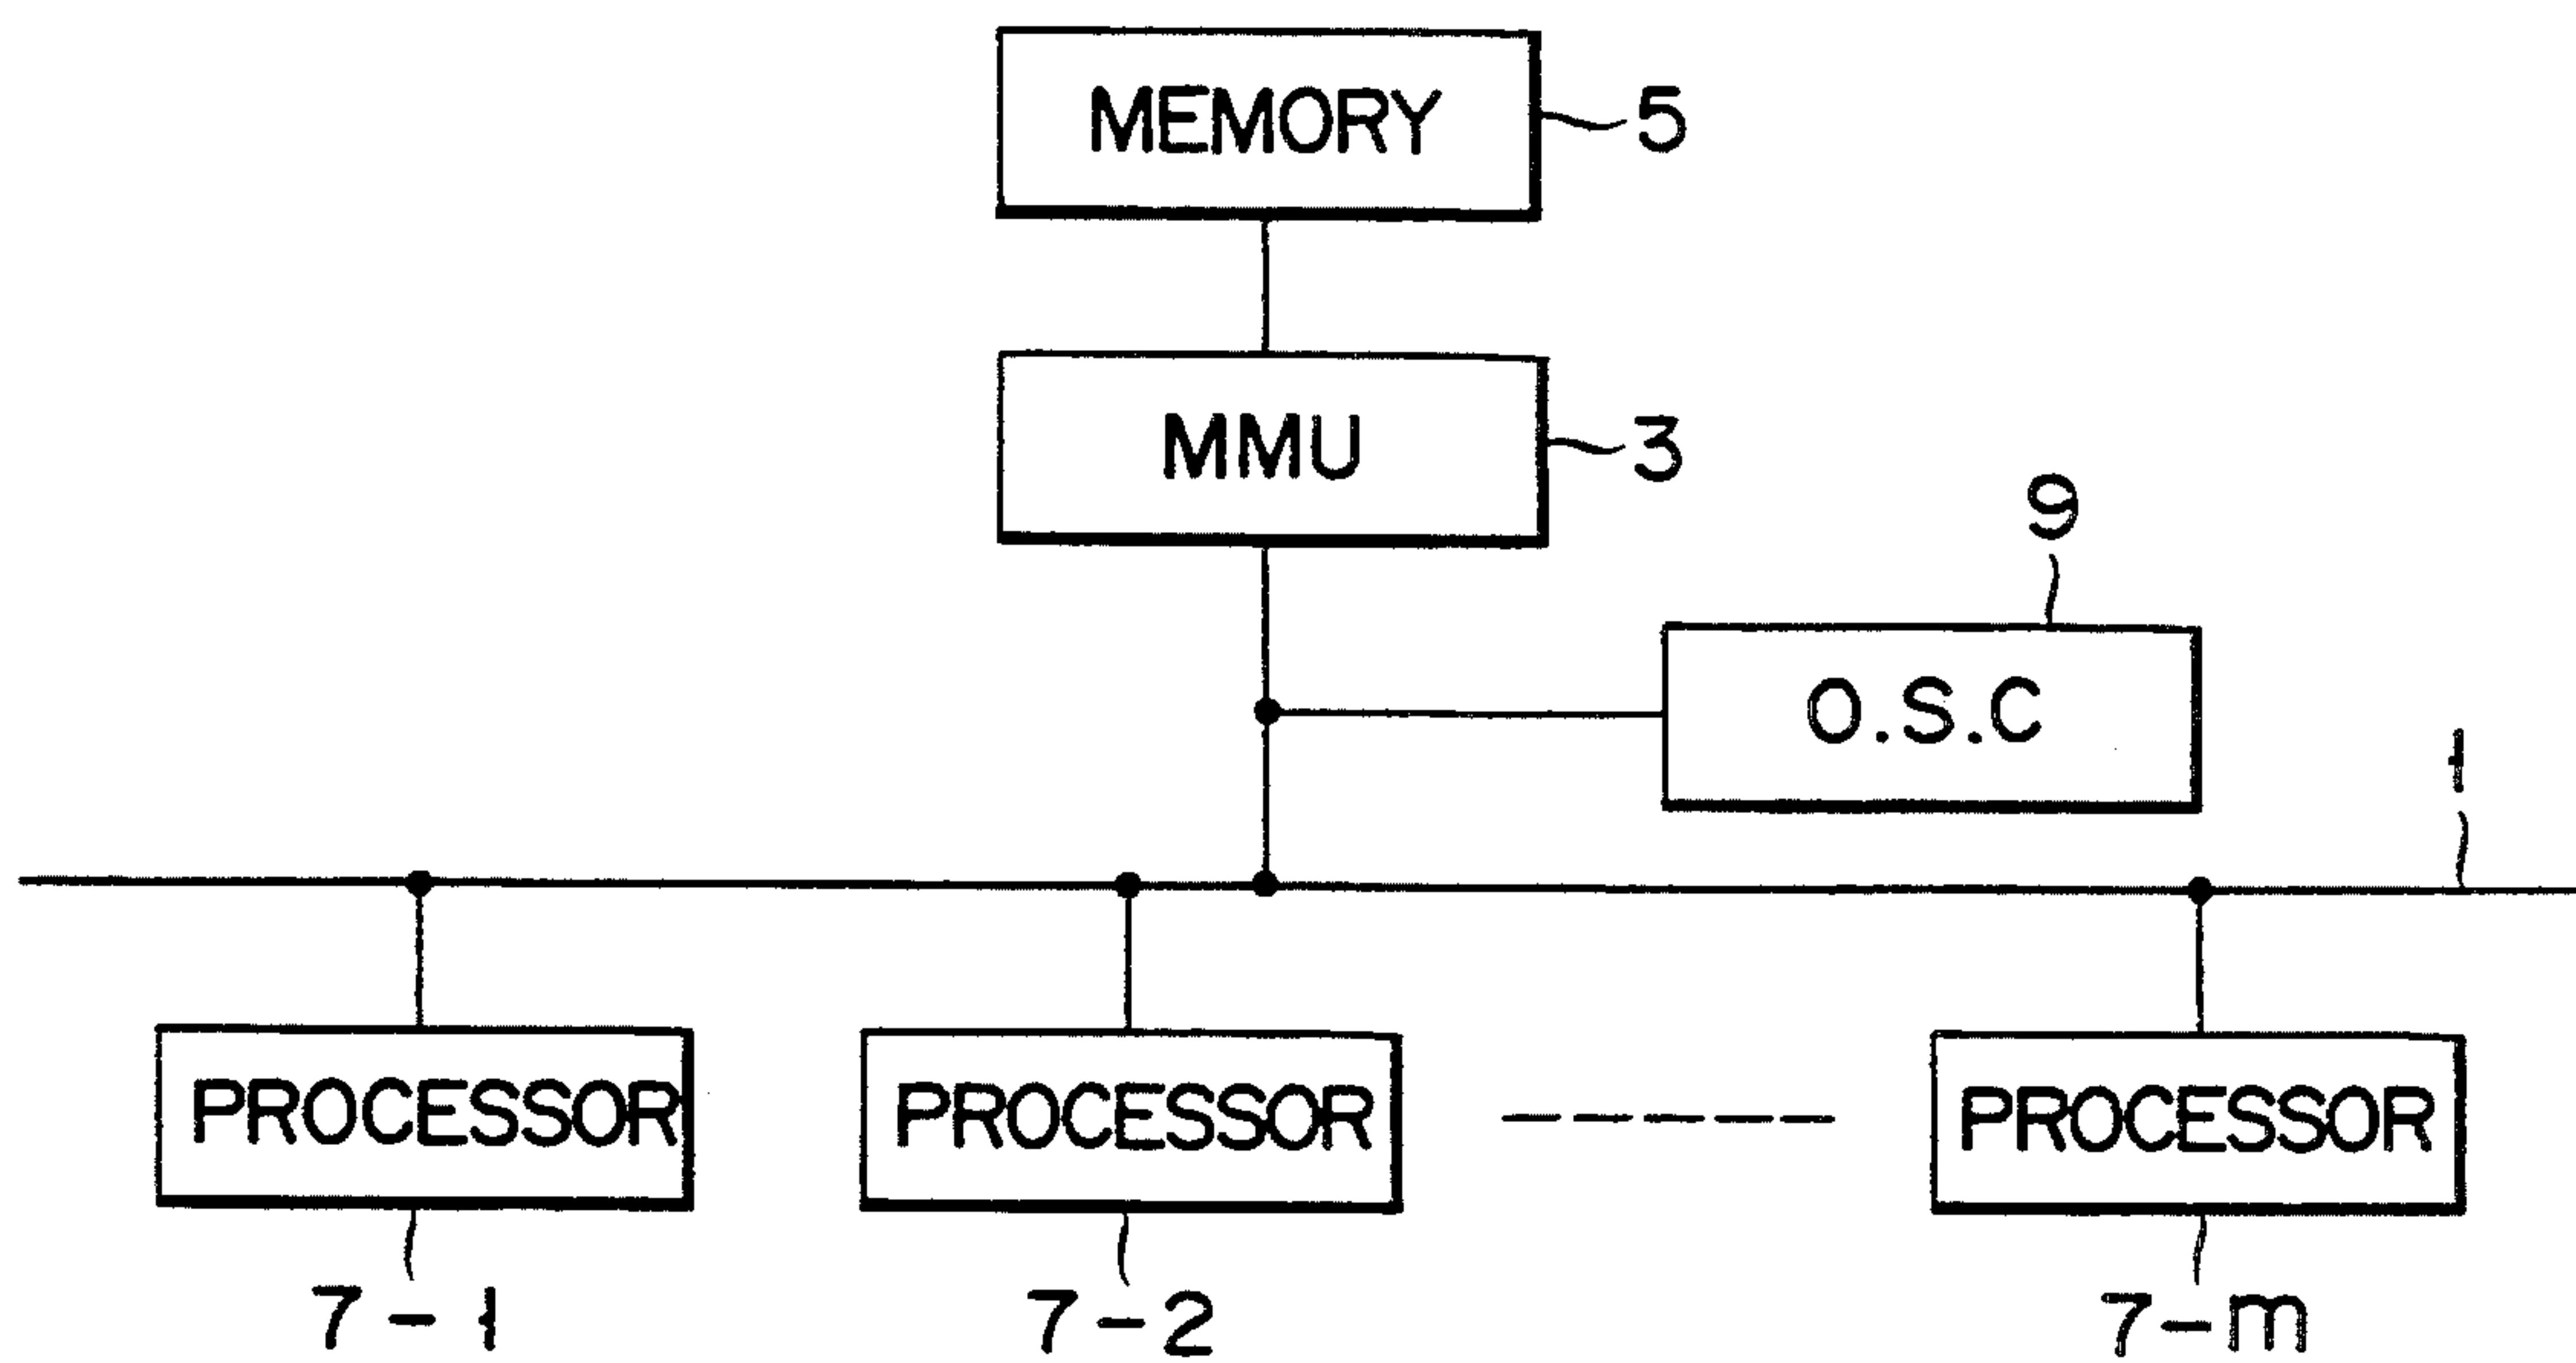 MEMORY 5
MMU 3
9
O.S.C
1
PROCESSOR PROCESSOR PROCESSOR
7-1 7-2 7-m